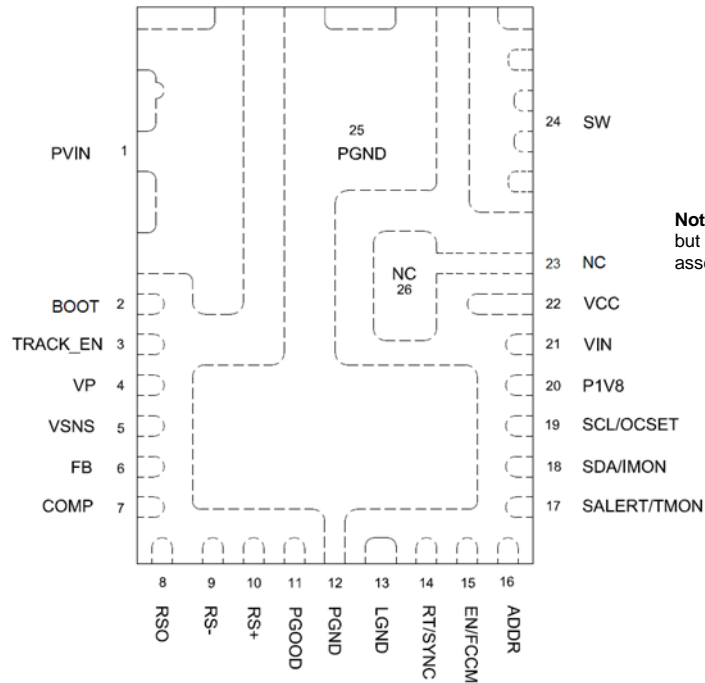 25
PGND
24 SW
PVIN 1
Not
but
asso
NC
26
23 NC
BOOT 2
22 VCC
TRACK_EN 3
21 VIN
VP 4
20 P1V8
VSNS 5
19 SCL/OCSET
FB 6
18 SDA/IMON
COMP 7
17 SALERT/TMON
8 9 10 11 12 13 14 15 16
RSO
RS-
RS+
PGOOD
PGND
LGND
RT/SYNC
EN/FCCM
ADDR